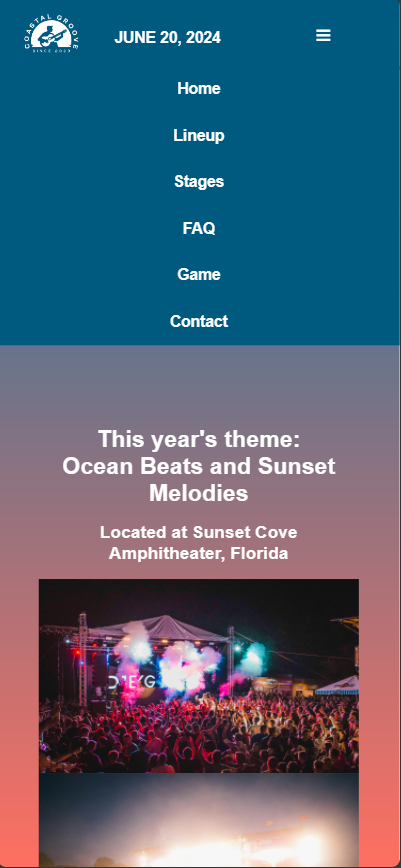 COASTAL GROOVE
SINCE 2023
JUNE 20, 2024
Home
Lineup
Stages
FAQ
Game
Contact
This year's theme:
Ocean Beats and Sunset
Melodies
Located at Sunset Cove
Amphitheater, Florida